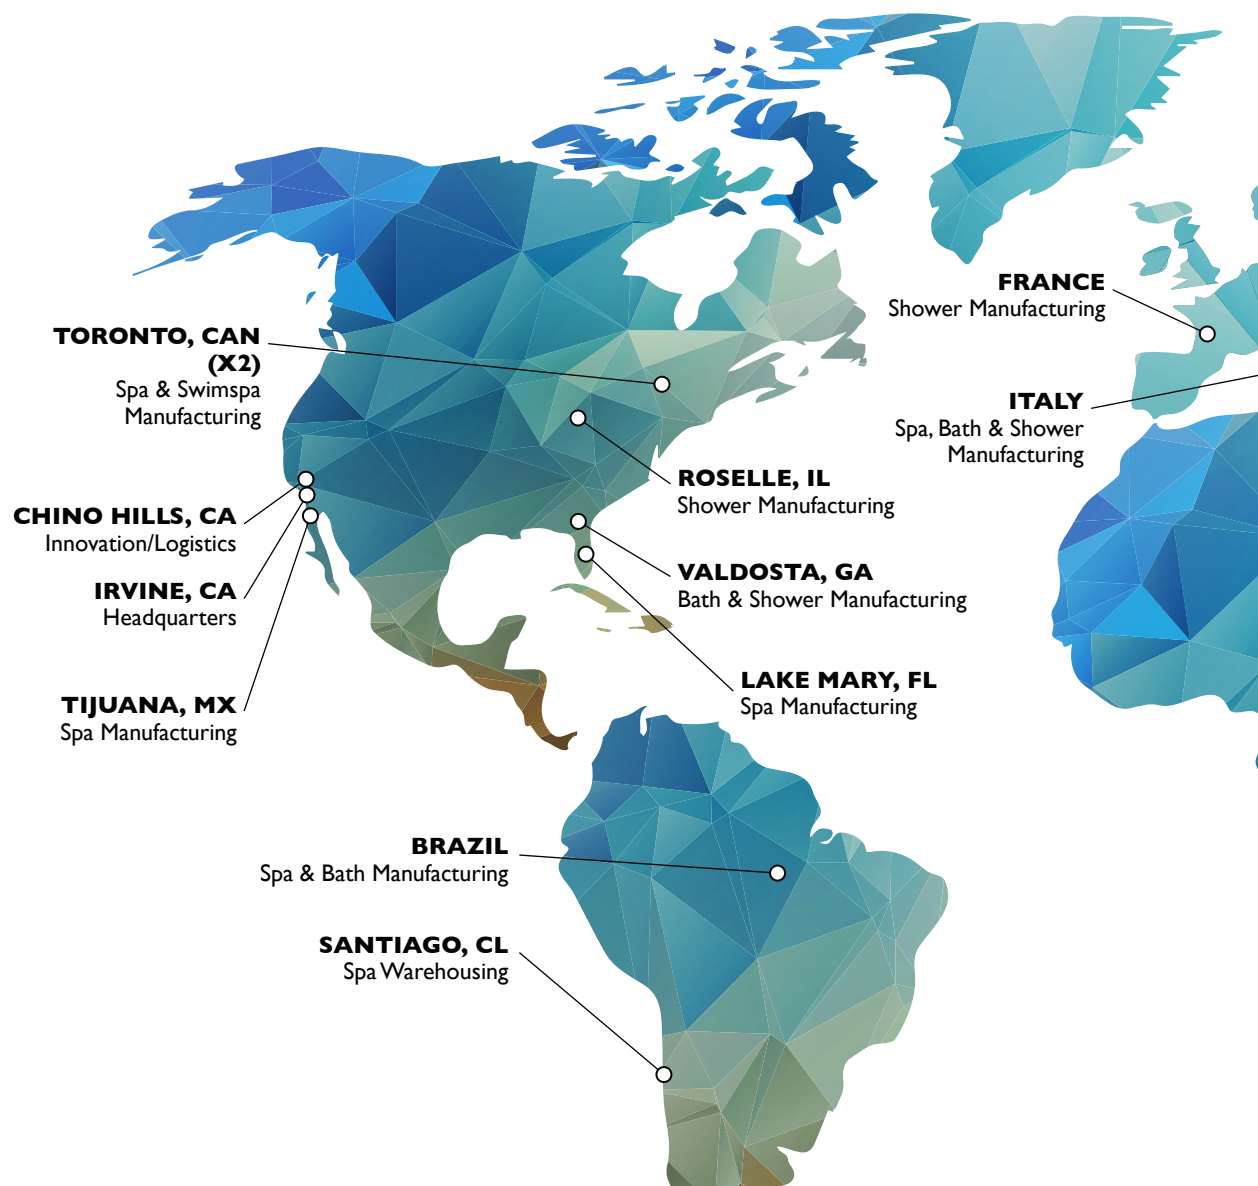 FRANCE
Shower Manufacturing
TORONTO, CAN
(X2)
Spa & Swimspa
Manufacturing
ITALY
Spa, Bath & Shower
Manufacturing
ROSELLE, IL
Shower Manufacturing
CHINO HILLS, CA
Innovation/Logistics
VALDOSTA, GA
Bath & Shower Manufacturing
IRVINE, CA
Headquarters
LAKE MARY, FL
Spa Manufacturing
TIJUANA, MX
Spa Manufacturing
BRAZIL
Spa & Bath Manufacturing
SANTIAGO, CL
Spa Warehousing